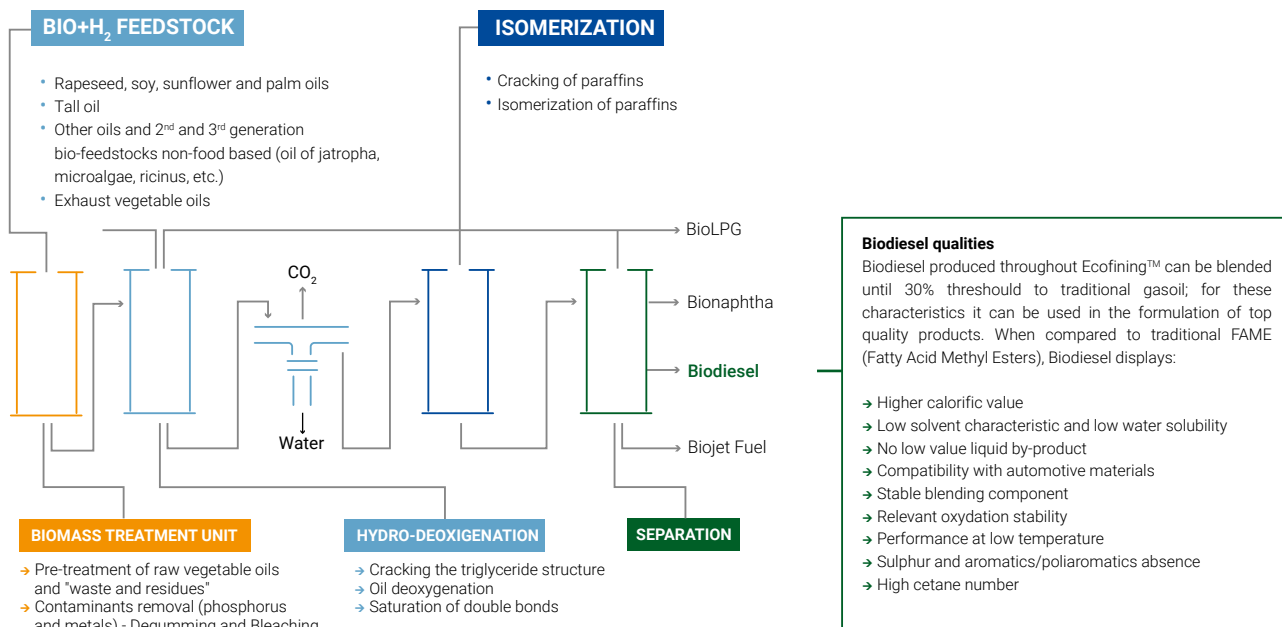 BIO+H₂ FEEDSTOCK
• Rapeseed, soy, sunflower and palm oils
• Tall oil
• Other oils and 2ⁿᵈ and 3ʳᵈ generation
bio-feedstocks non-food based (oil of jatropha,
microalgae, ricinus, etc.)
• Exhaust vegetable oils
ISOMERIZATION
• Cracking of paraffins
• Isomerization of paraffins
BioLPG
CO₂
Bionaphtha
Biodiesel
Water
Biojet Fuel
BIOMASS TREATMENT UNIT
→ Pre-treatment of raw vegetable oils
and "waste and residues"
→ Contaminants removal (phosphorus
and metals) - Degumming and Bleaching
HYDRO-DEOXIGENATION
→ Cracking the triglyceride structure
→ Oil deoxygenation
→ Saturation of double bonds
SEPARATION
Biodiesel qualities
Biodiesel produced throughout Ecofining™ can be blended
until 30% threshould to traditional gasoil; for these
characteristics it can be used in the formulation of top
quality products. When compared to traditional FAME
(Fatty Acid Methyl Esters), Biodiesel displays:
→ Higher calorific value
→ Low solvent characteristic and low water solubility
→ No low value liquid by-product
→ Compatibility with automotive materials
→ Stable blending component
→ Relevant oxydation stability
→ Performance at low temperature
→ Sulphur and aromatics/poliaromatics absence
→ High cetane number